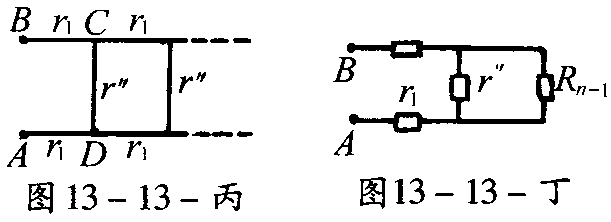 B r₁ C r₁
r″ r″
A r₁ D r₁
图 13-13-丙
B
r₁ r″ Rₙ₋₁
A
图13-13-丁